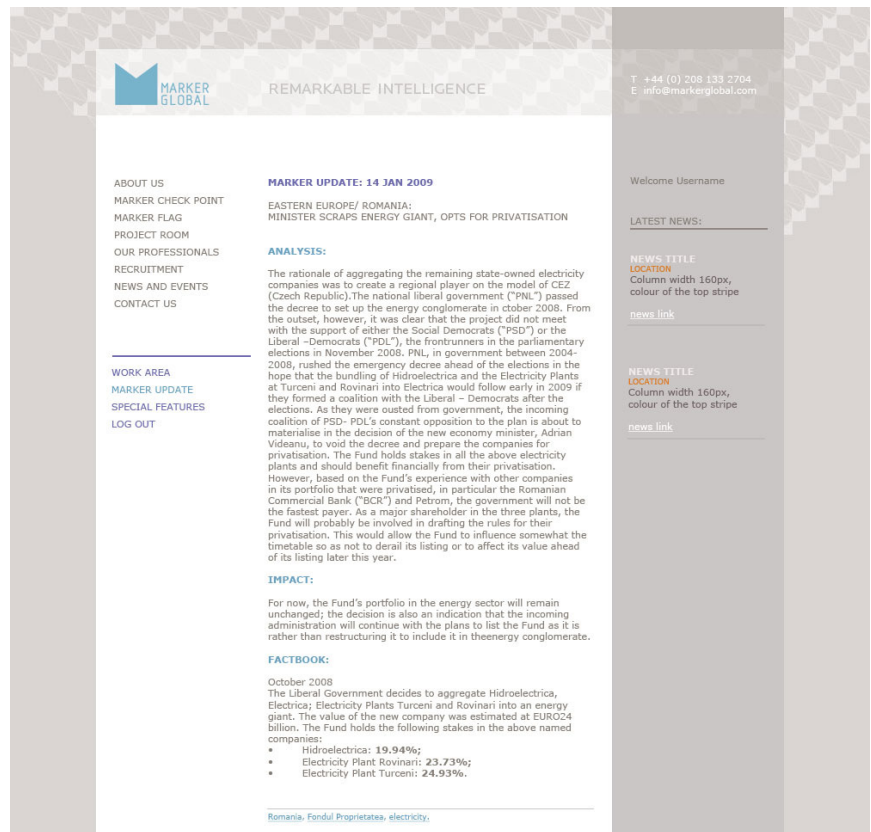 MARKER
GLOBAL
REMARKABLE INTELLIGENCE
T +44 (0) 208 133 2704
E info@markerglobal.com
ABOUT US
MARKER CHECK POINT
MARKER FLAG
PROJECT ROOM
OUR PROFESSIONALS
RECRUITMENT
NEWS AND EVENTS
CONTACT US
WORK AREA
MARKER UPDATE
SPECIAL FEATURES
LOG OUT
MARKER UPDATE: 14 JAN 2009
EASTERN EUROPE/ ROMANIA:
MINISTER SCRAPS ENERGY GIANT, OPTS FOR PRIVATISATION
ANALYSIS:
The rationale of aggregating the remaining state-owned electricity
companies was to create a regional player on the model of CEZ
(Czech Republic).The national liberal government (“PNL”) passed
the decree to set up the energy conglomerate in ctober 2008. From
the outset, however, it was clear that the project did not meet
with the support of either the Social Democrats (“PSD”) or the
Liberal –Democrats (“PDL”), the frontrunners in the parliamentary
elections in November 2008. PNL, in government between 2004-
2008, rushed the emergency decree ahead of the elections in the
hope that the bundling of Hidroelectrica and the Electricity Plants
at Turceni and Rovinari into Electrica would follow early in 2009 if
they formed a coalition with the Liberal – Democrats after the
elections. As they were ousted from government, the incoming
coalition of PSD- PDL’s constant opposition to the plan is about to
materialise in the decision of the new economy minister, Adrian
Videanu, to void the decree and prepare the companies for
privatisation. The Fund holds stakes in all the above electricity
plants and should benefit financially from their privatisation.
However, based on the Fund’s experience with other companies
in its portfolio that were privatised, in particular the Romanian
Commercial Bank (“BCR”) and Petrom, the government will not be
the fastest payer. As a major shareholder in the three plants, the
Fund will probably be involved in drafting the rules for their
privatisation. This would allow the Fund to influence somewhat the
timetable so as not to derail its listing or to affect its value ahead
of its listing later this year.
IMPACT:
For now, the Fund’s portfolio in the energy sector will remain
unchanged; the decision is also an indication that the incoming
administration will continue with the plans to list the Fund as it is
rather than restructuring it to include it in theenergy conglomerate.
FACTBOOK:
October 2008
The Liberal Government decides to aggregate Hidroelectrica,
Electrica; Electricity Plants Turceni and Rovinari into an energy
giant. The value of the new company was estimated at EURO24
billion. The Fund holds the following stakes in the above named
companies:
• Hidroelectrica: 19.94%;
• Electricity Plant Rovinari: 23.73%;
• Electricity Plant Turceni: 24.93%.
Romania, Fondul Proprietatea, electricity,
Welcome Username
LATEST NEWS:
NEWS TITLE
LOCATION
Column width 160px,
colour of the top stripe
news link
NEWS TITLE
LOCATION
Column width 160px,
colour of the top stripe
news link